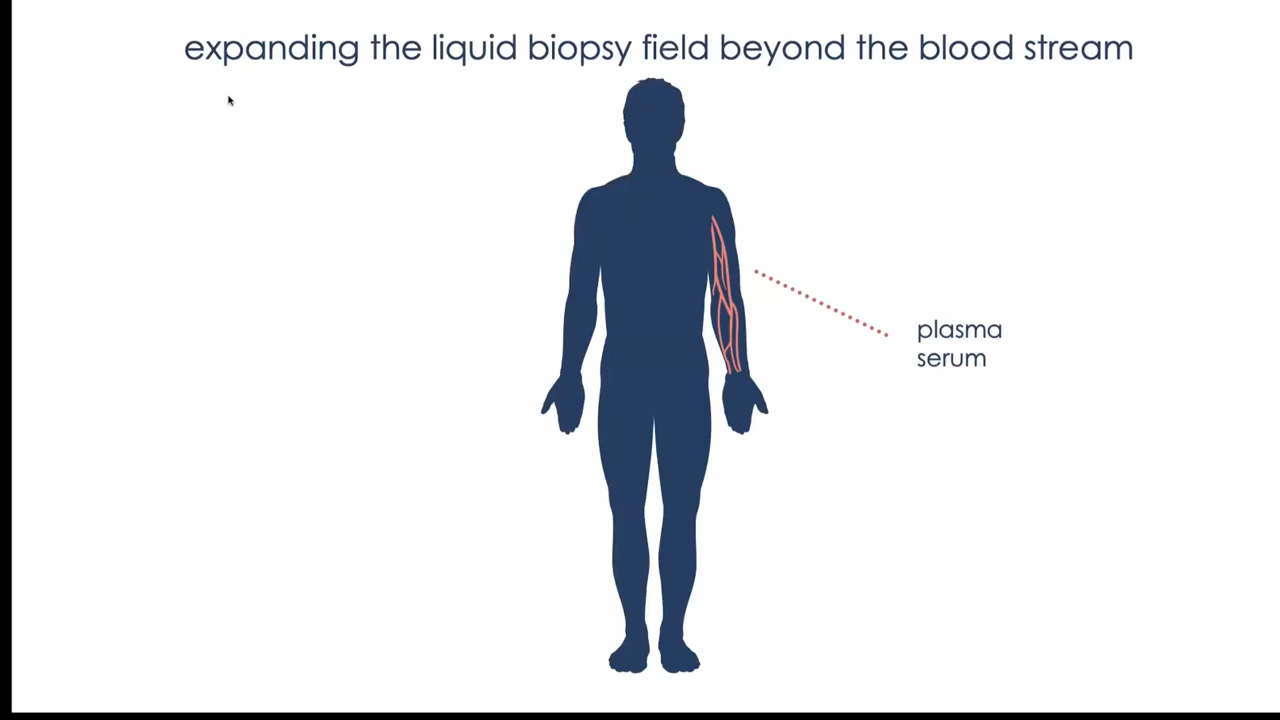 expanding the liquid biopsy field beyond the blood stream
plasma
serum